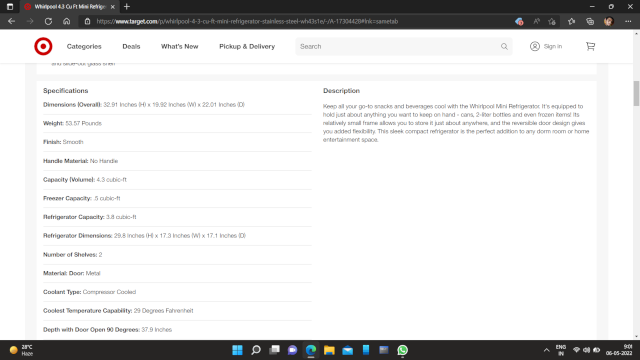 Whirlpool 4.3 Cu Ft Mini Refriger
https://www.target.com/p/whirlpool-4-3-cu-ft-mini-refrigerator-stainless-steel-wh43s1e/-/A-17304428#lnk=sametab
Categories
Deals
What's New
Pickup & Delivery
Search
Sign in
and slide-out glass shelf
Specifications
Dimensions (Overall): 32.91 Inches (H) x 19.92 Inches (W) x 22.01 Inches (D)
Weight: 53.57 Pounds
Finish: Smooth
Handle Material: No Handle
Capacity (Volume): 4.3 cubic-ft
Freezer Capacity: .5 cubic-ft
Refrigerator Capacity: 3.8 cubic-ft
Refrigerator Dimensions: 29.8 Inches (H) x 17.3 Inches (W) x 17.1 Inches (D)
Number of Shelves: 2
Material: Door: Metal
Coolant Type: Compressor Cooled
Coolest Temperature Capability: 29 Degrees Fahrenheit
Depth with Door Open 90 Degrees: 37.9 Inches
Description
Keep all your go-to snacks and beverages cool with the Whirlpool Mini Refrigerator. It's equipped to
hold just about anything you want to keep on hand - cans, 2-liter bottles and even frozen items! Its
relatively small frame allows you to store it just about anywhere, and the reversible door design gives
you added flexibility. This sleek compact refrigerator is the perfect addition to any dorm room or home
entertainment space.
28°C
Haze
ENG
IN
9:01
06-05-2022